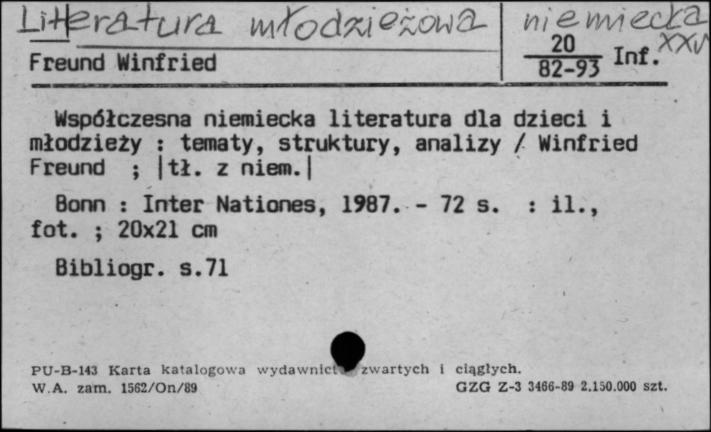 Literatura młodzieżowa niemiecka
XXw
20
82-93 Inf.
Freund Winfried
Współczesna niemiecka literatura dla dzieci i
młodzieży : tematy, struktury, analizy / Winfried
Freund ; |tł. z niem.|
Bonn : Inter Nationes, 1987. - 72 s. : il.,
fot. ; 20x21 cm
Bibliogr. s.71
PU-B-143 Karta katalogowa wydawnict zwartych i ciągłych.
W.A. zam. 1562/On/89 GZG Z-3 3466-89 2.150.000 szt.